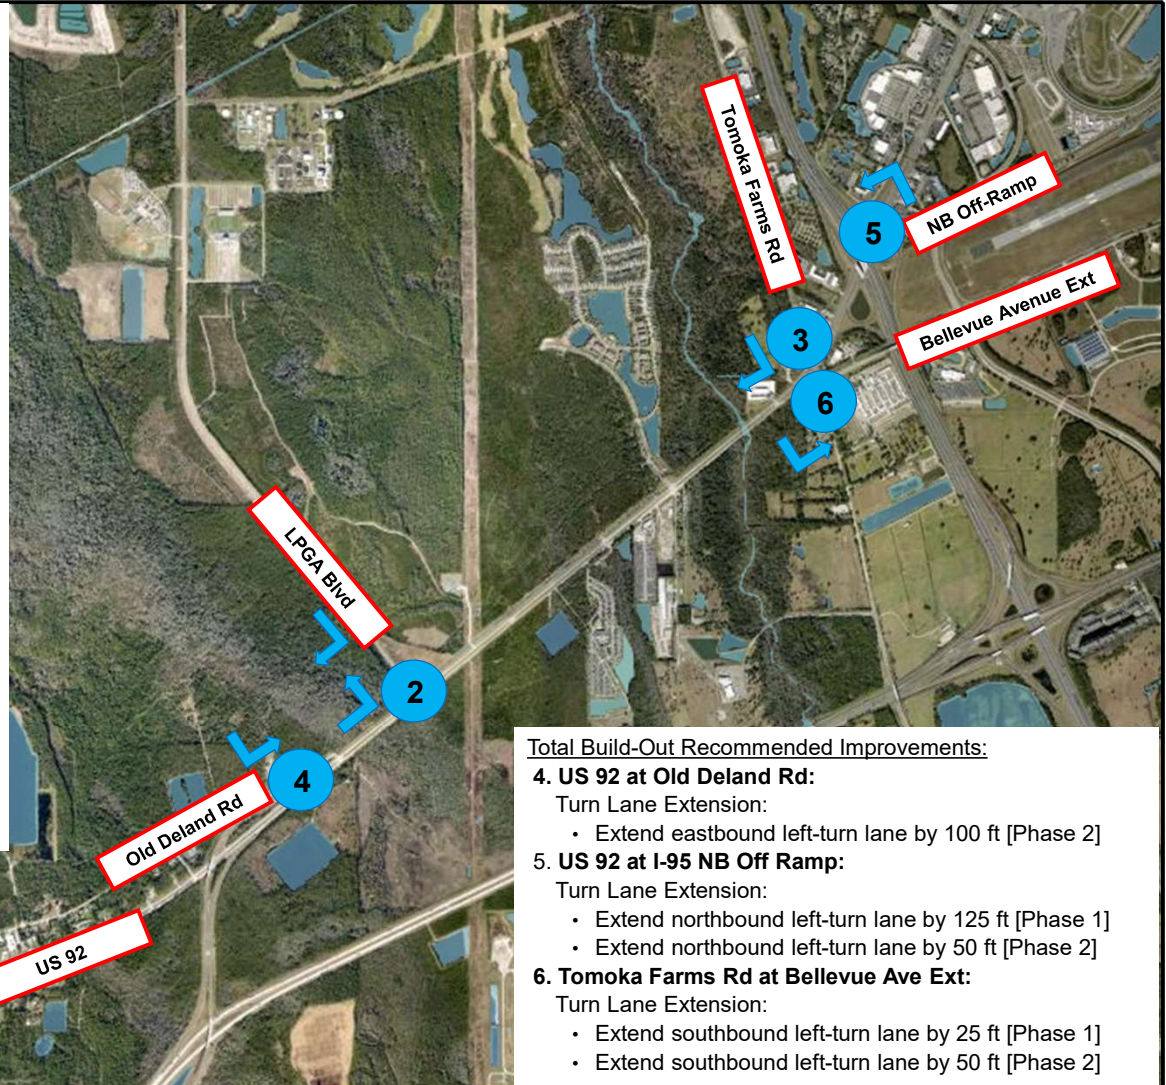 Tomoka Farms Rd
5
NB Off-Ramp
Bellevue Avenue Ext
3
6
LPGA Blvd
2
4
Old Deland Rd
US 92
Total Build-Out Recommended Improvements:
4. US 92 at Old Deland Rd:
Turn Lane Extension:
• Extend eastbound left-turn lane by 100 ft [Phase 2]
5. US 92 at I-95 NB Off Ramp:
Turn Lane Extension:
• Extend northbound left-turn lane by 125 ft [Phase 1]
• Extend northbound left-turn lane by 50 ft [Phase 2]
6. Tomoka Farms Rd at Bellevue Ave Ext:
Turn Lane Extension:
• Extend southbound left-turn lane by 25 ft [Phase 1]
• Extend southbound left-turn lane by 50 ft [Phase 2]